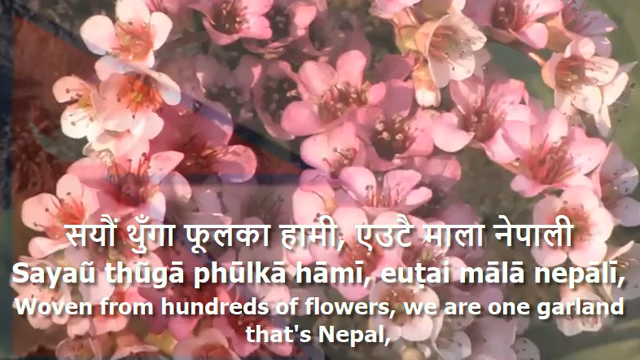 सयौं थुँगा फूलका हामी, एउटै माला नेपाली
Sayaũ thũgā phūlkā hāmī, euṭai mālā nepālī,
Woven from hundreds of flowers, we are one garland
that's Nepal,